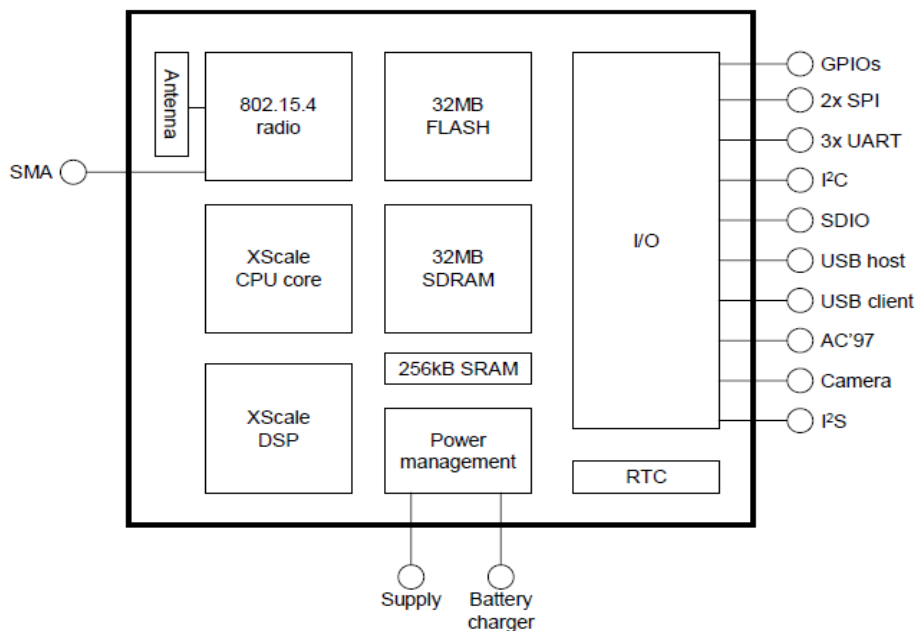 Antenna
802.15.4
radio
32MB
FLASH
SMA
XScale
CPU core
32MB
SDRAM
256kB SRAM
XScale
DSP
Power
management
I/O
RTC
GPIOs
2x SPI
3x UART
I²C
SDIO
USB host
USB client
AC'97
Camera
I²S
Supply
Battery
charger